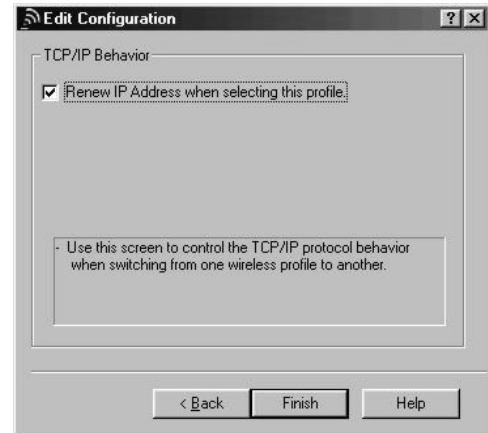 Edit Configuration
TCP/IP Behavior
Renew IP Address when selecting this profile.
- Use this screen to control the TCP/IP protocol behavior
when switching from one wireless profile to another.
< Back
Finish
Help